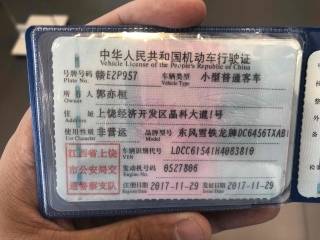 中华人民共和国机动车行驶证
Vehicle License of the People's Republic of China
号牌号码 赣E2P957 车辆类型 小型普通客车
Plate No. Vehicle Type
所有人 郭亦桓
Owner
住址 上饶经济开发区晶科大道1号
Address
使用性质 非营运 品牌型号 东风雪铁龙牌DC6456TXAB1
Use Character Model
江西省上饶
市公安局交
通警察支队
车辆识别代号 LDCC61541H4083810
VIN
发动机号码 0527806
Engine No.
注册日期 2017-11-29 发证日期 2017-11-29
Register Date Issue Date